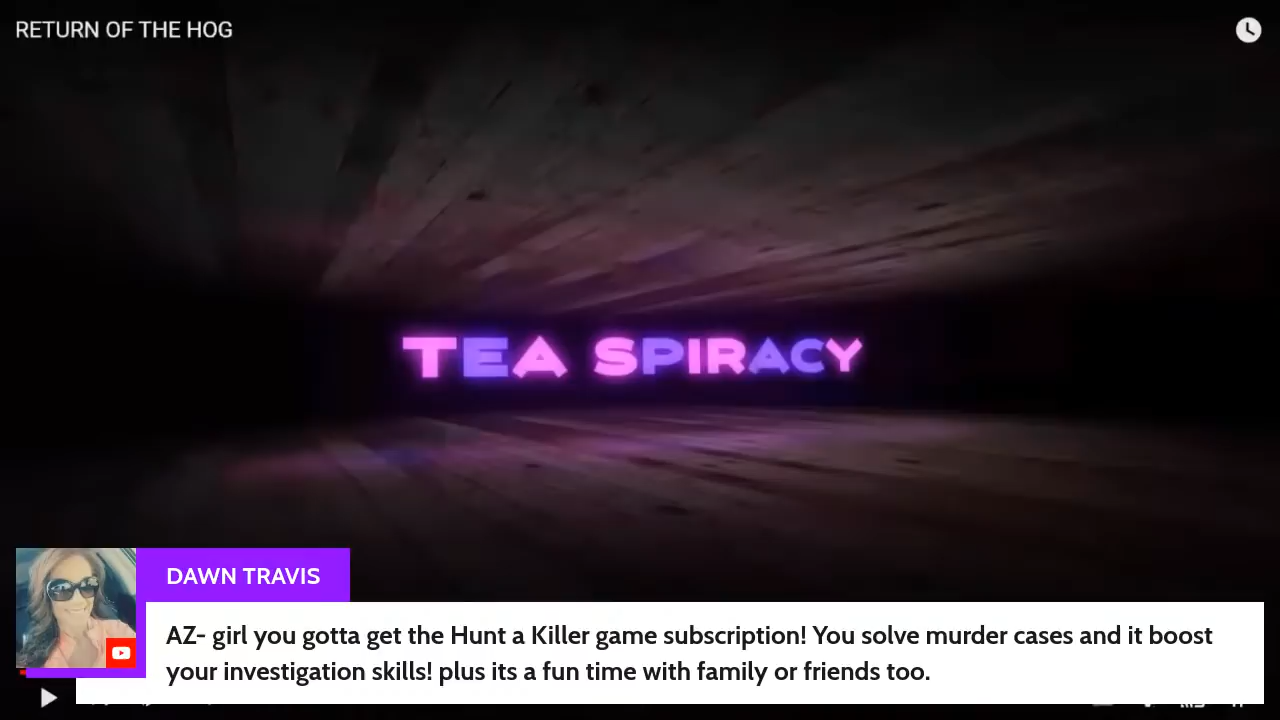 RETURN OF THE HOG
TEA SPIRACY
DAWN TRAVIS
AZ- girl you gotta get the Hunt a Killer game subscription! You solve murder cases and it boost
your investigation skills! plus its a fun time with family or friends too.